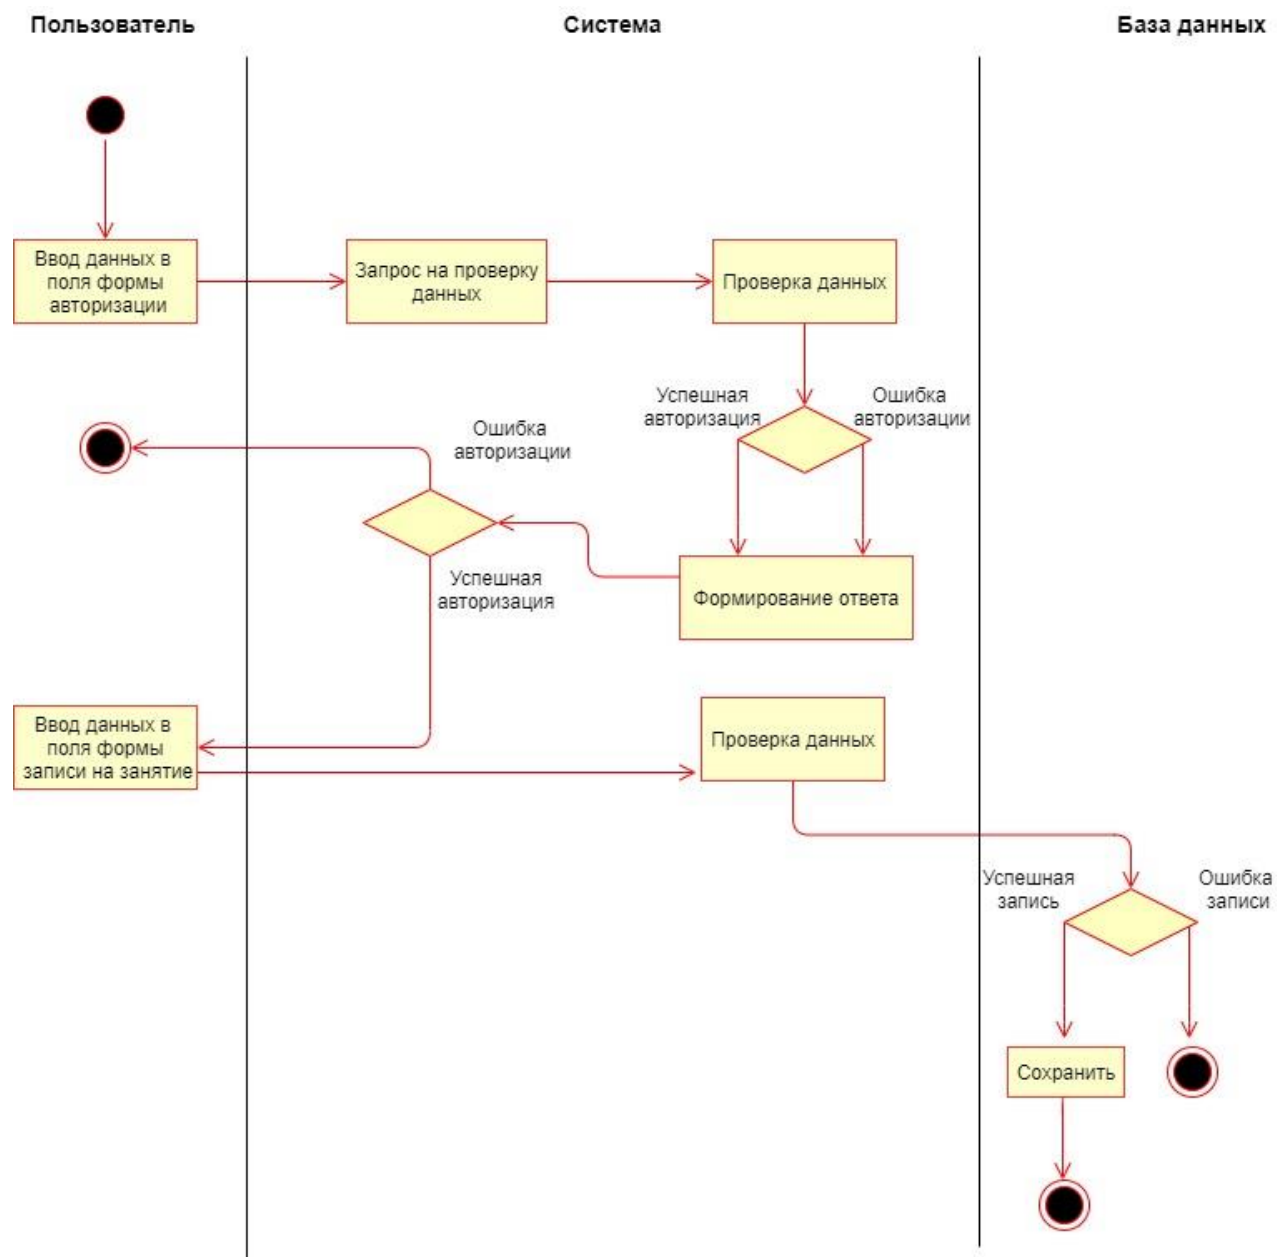 Пользователь
Система
База данных
Ввод данных в
поля формы
авторизации
Запрос на проверку
данных
Проверка данных
Успешная
авторизация
Ошибка
авторизации
Ошибка
авторизации
Успешная
авторизация
Формирование ответа
Ввод данных в
поля формы
записи на занятие
Проверка данных
Успешная
запись
Ошибка
записи
Сохранить